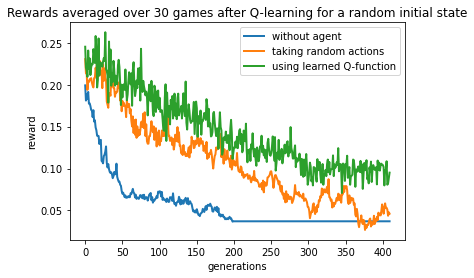 Rewards averaged over 30 games after Q-learning for a random initial state
without agent
taking random actions
using learned Q-function
0.25
0.20
0.15
0.10
0.05
reward
0 50 100 150 200 250 300 350 400
generations